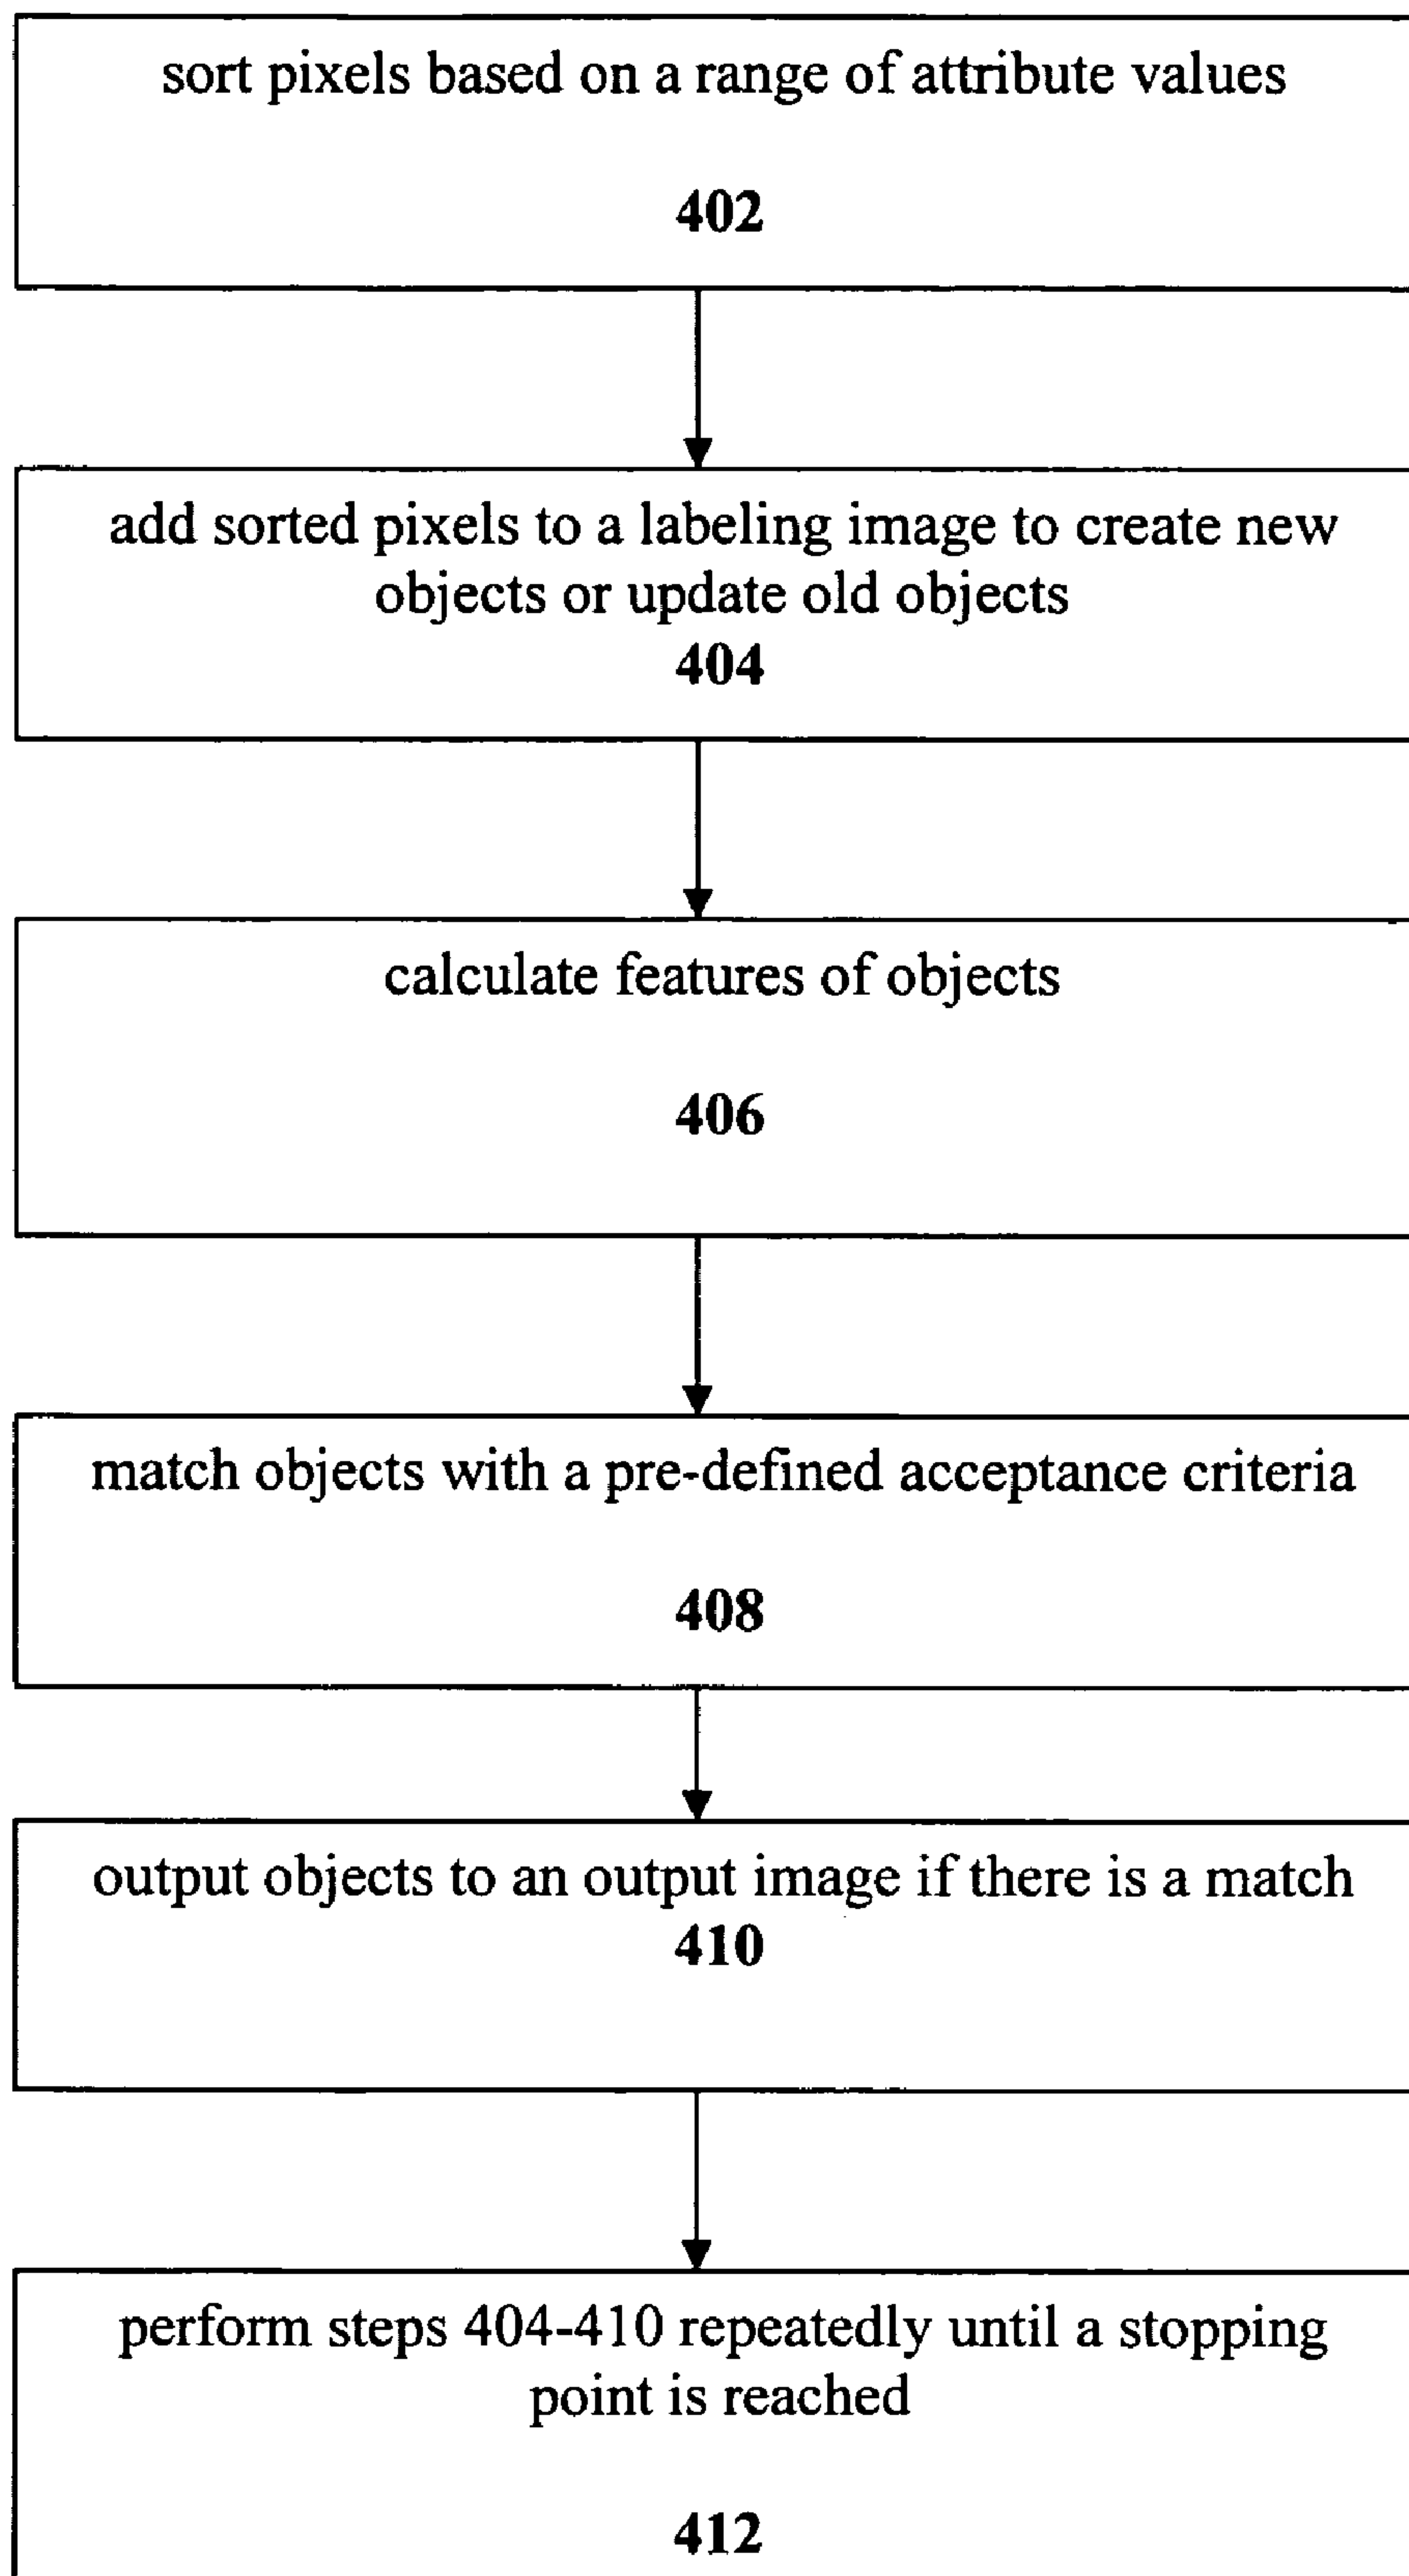 sort pixels based on a range of attribute values
402
add sorted pixels to a labeling image to create new
objects or update old objects
404
calculate features of objects
406
match objects with a pre-defined acceptance criteria
408
output objects to an output image if there is a match
410
perform steps 404-410 repeatedly until a stopping
point is reached
412